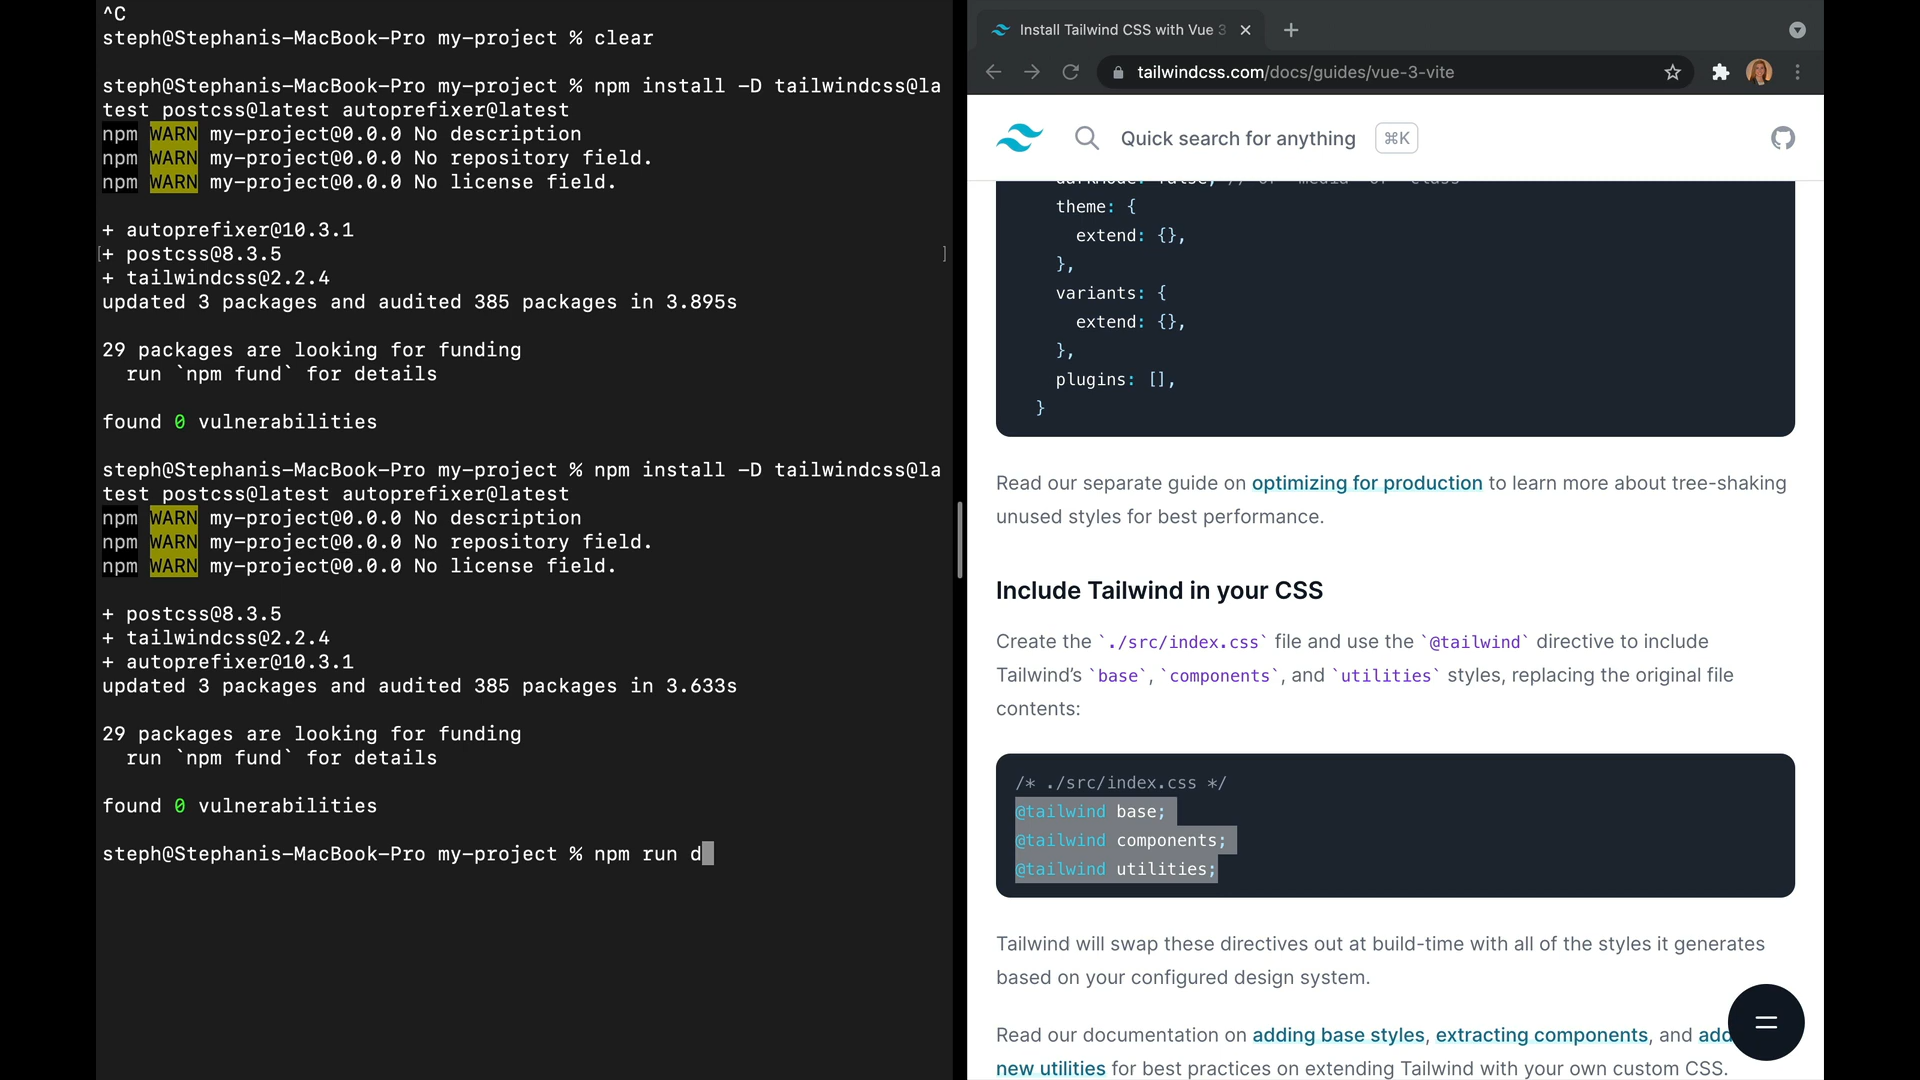 ^C
steph@Stephanis-MacBook-Pro my-project % clear
steph@Stephanis-MacBook-Pro my-project % npm install -D tailwindcss@la
test postcss@latest autoprefixer@latest
npm WARN my-project@0.0.0 No description
npm WARN my-project@0.0.0 No repository field.
npm WARN my-project@0.0.0 No license field.
+ autoprefixer@10.3.1
[+ postcss@8.3.5 ]
+ tailwindcss@2.2.4
updated 3 packages and audited 385 packages in 3.895s
29 packages are looking for funding
run `npm fund` for details
found 0 vulnerabilities
steph@Stephanis-MacBook-Pro my-project % npm install -D tailwindcss@la
test postcss@latest autoprefixer@latest
npm WARN my-project@0.0.0 No description
npm WARN my-project@0.0.0 No repository field.
npm WARN my-project@0.0.0 No license field.
+ postcss@8.3.5
+ tailwindcss@2.2.4
+ autoprefixer@10.3.1
updated 3 packages and audited 385 packages in 3.633s
29 packages are looking for funding
run `npm fund` for details
found 0 vulnerabilities
steph@Stephanis-MacBook-Pro my-project % npm run d
Install Tailwind CSS with Vue 3
tailwindcss.com/docs/guides/vue-3-vite
Quick search for anything ⌘K
darkMode: false, // or 'media' or 'class'
theme: {
extend: {},
},
variants: {
extend: {},
},
plugins: [],
}
Read our separate guide on optimizing for production to learn more about tree-shaking
unused styles for best performance.
Include Tailwind in your CSS
Create the `./src/index.css` file and use the `@tailwind` directive to include
Tailwind’s `base`, `components`, and `utilities` styles, replacing the original file
contents:
/* ./src/index.css */
@tailwind base;
@tailwind components;
@tailwind utilities;
Tailwind will swap these directives out at build-time with all of the styles it generates
based on your configured design system.
Read our documentation on adding base styles, extracting components, and add
new utilities for best practices on extending Tailwind with your own custom CSS.